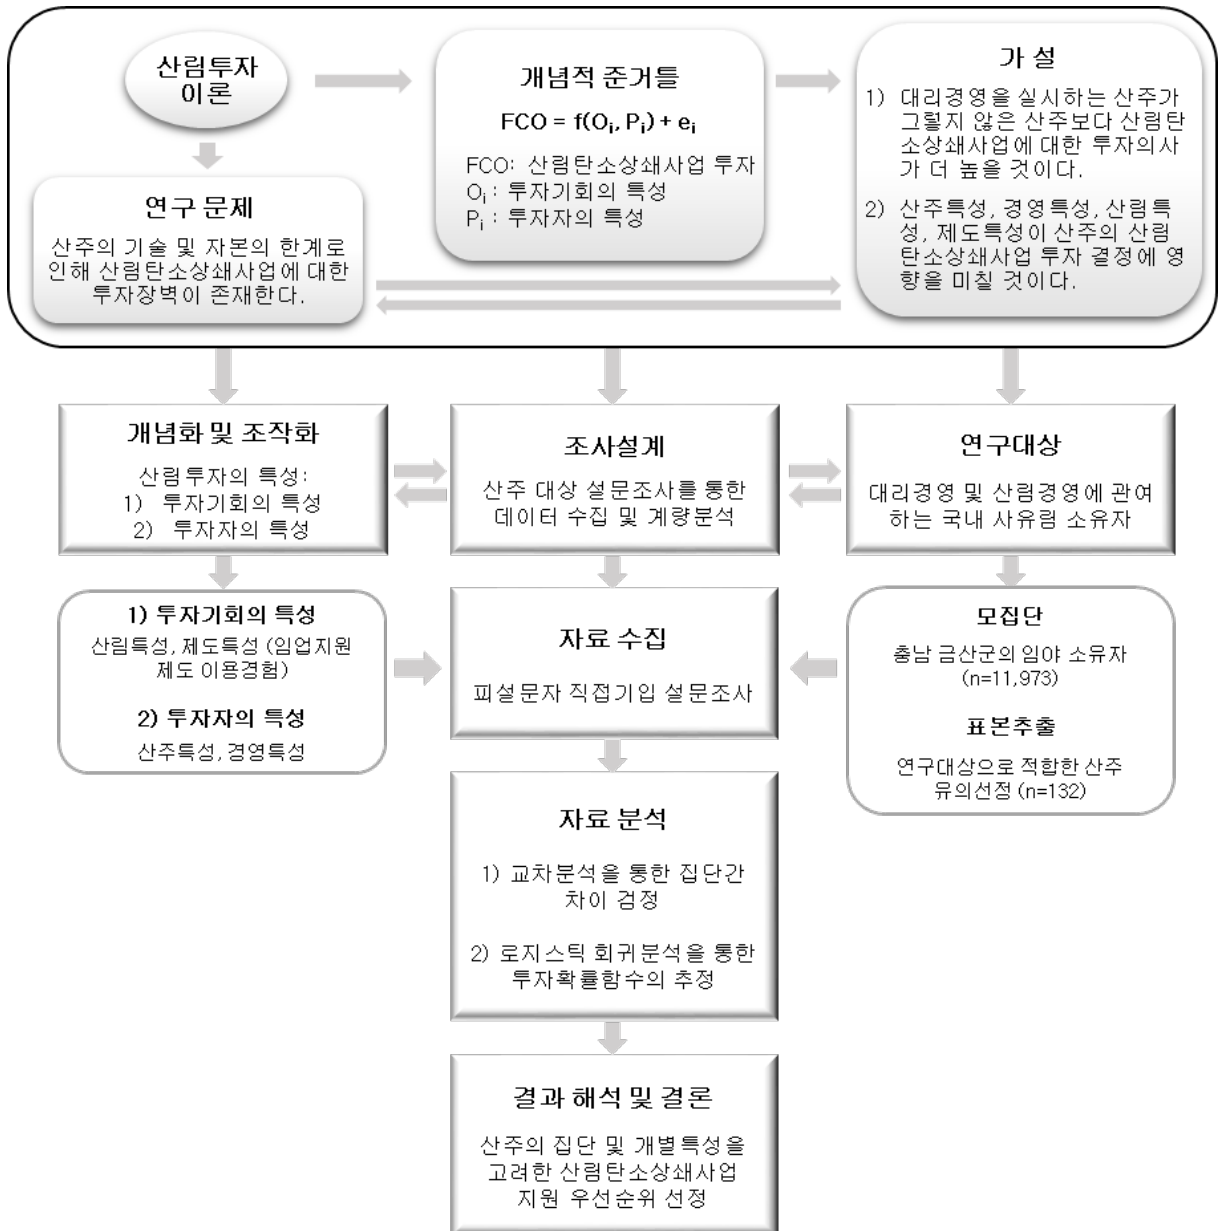 산림투자
이론
개념적 준거틀
FCO = f(Oi, Pi) + ei
FCO: 산림탄소상쇄사업 투자
Oi : 투자기회의 특성
Pi : 투자자의 특성
가 설
1) 대리경영을 실시하는 산주가
그렇지 않은 산주보다 산림탄
소상쇄사업에 대한 투자의사
가 더 높을 것이다.
2) 산주특성, 경영특성, 산림특
성, 제도특성이 산주의 산림
탄소상쇄사업 투자 결정에 영
향을 미칠 것이다.
연구 문제
산주의 기술 및 자본의 한계로
인해 산림탄소상쇄사업에 대한
투자장벽이 존재한다.
개념화 및 조작화
산림투자의 특성:
1) 투자기회의 특성
2) 투자자의 특성
조사설계
산주 대상 설문조사를 통한
데이터 수집 및 계량분석
연구대상
대리경영 및 산림경영에 관여
하는 국내 사유림 소유자
1) 투자기회의 특성
산림특성, 제도특성 (임업지원
제도 이용경험)
2) 투자자의 특성
산주특성, 경영특성
자료 수집
피설문자 직접기입 설문조사
모집단
충남 금산군의 임야 소유자
(n=11,973)
표본추출
연구대상으로 적합한 산주
유의선정 (n=132)
자료 분석
1) 교차분석을 통한 집단간
차이 검정
2) 로지스틱 회귀분석을 통한
투자확률함수의 추정
결과 해석 및 결론
산주의 집단 및 개별특성을
고려한 산림탄소상쇄사업
지원 우선순위 선정